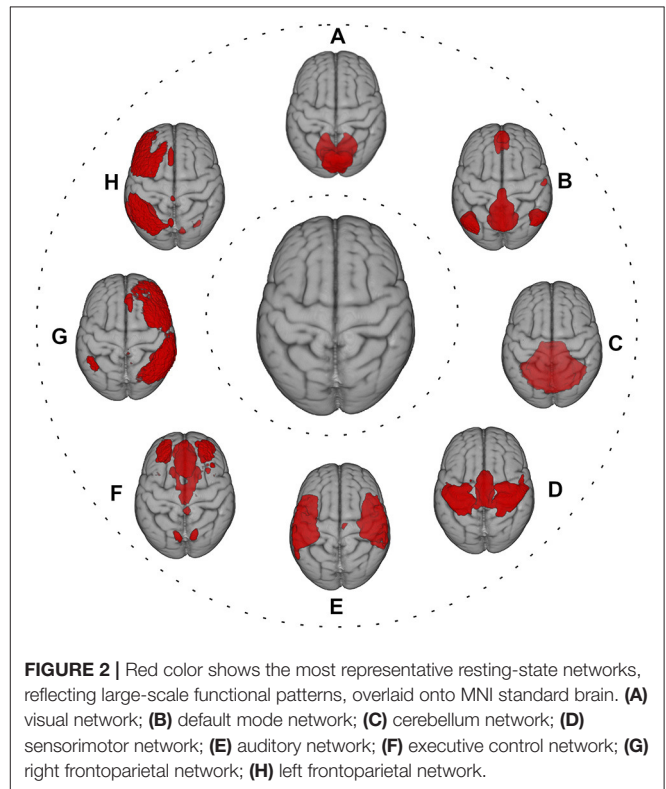 A
H
B
G
C
F
D
E
FIGURE 2 | Red color shows the most representative resting-state networks,
reflecting large-scale functional patterns, overlaid onto MNI standard brain. (A)
visual network; (B) default mode network; (C) cerebellum network; (D)
sensorimotor network; (E) auditory network; (F) executive control network; (G)
right frontoparietal network; (H) left frontoparietal network.